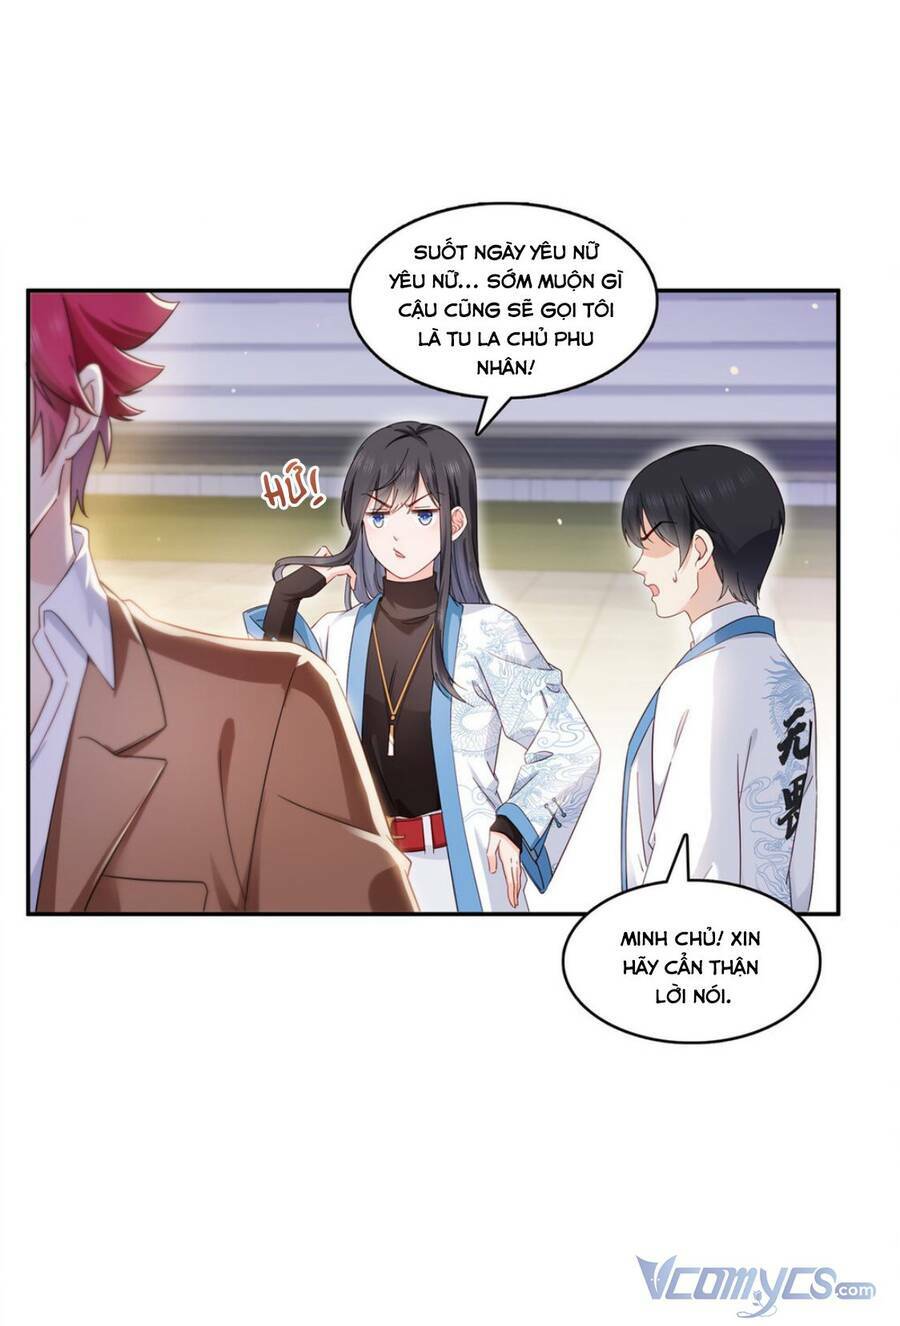 SUỐT NGÀY YÊU NỮ
YÊU NỮ... SỚM MUỘN GÌ
CẬU CŨNG SẼ GỌI TÔI
LÀ TU LA CHỦ PHU
NHÂN!
HỨ!
无
畏
MINH CHỦ! XIN
HÃY CẨN THẬN
LỜI NÓI.
VCOMYCS.com